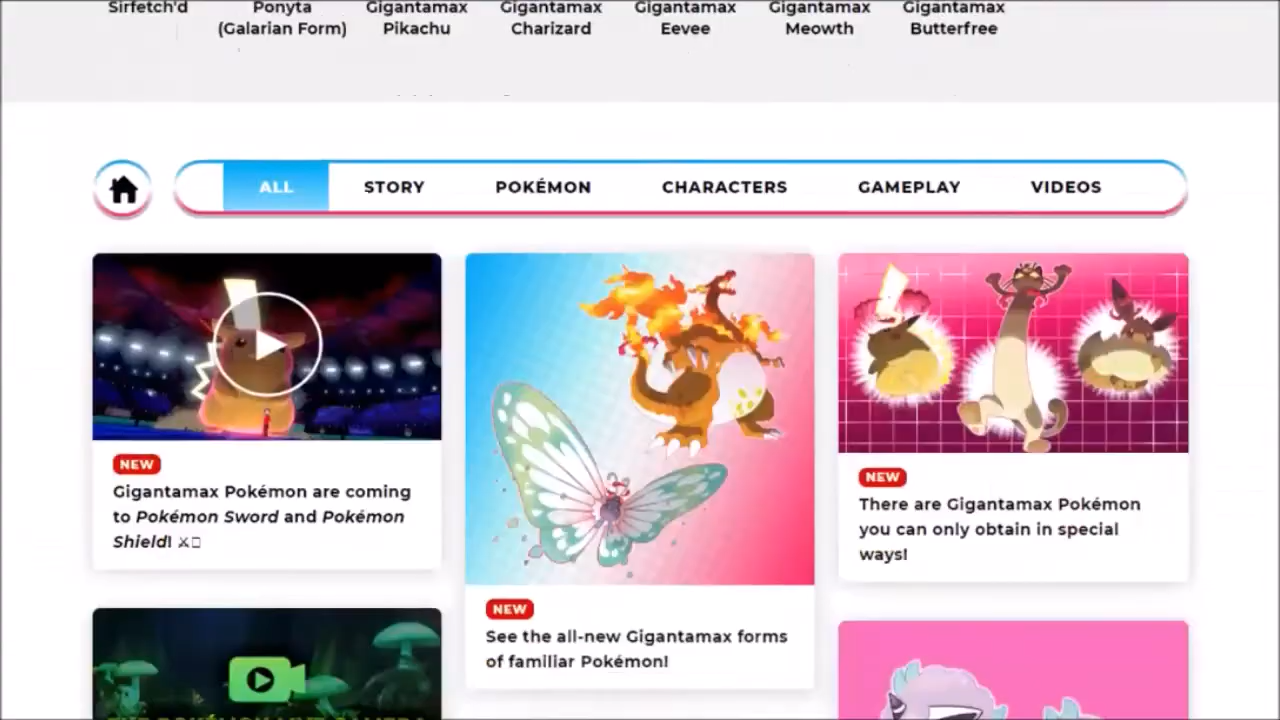 Sirfetch'd
Ponyta
(Galarian Form)
Gigantamax
Pikachu
Gigantamax
Charizard
Gigantamax
Eevee
Gigantamax
Meowth
Gigantamax
Butterfree
ALL
STORY
POKÉMON
CHARACTERS
GAMEPLAY
VIDEOS
NEW
Gigantamax Pokémon are coming
to Pokémon Sword and Pokémon
Shield! ⚔
NEW
See the all-new Gigantamax forms
of familiar Pokémon!
NEW
There are Gigantamax Pokémon
you can only obtain in special
ways!